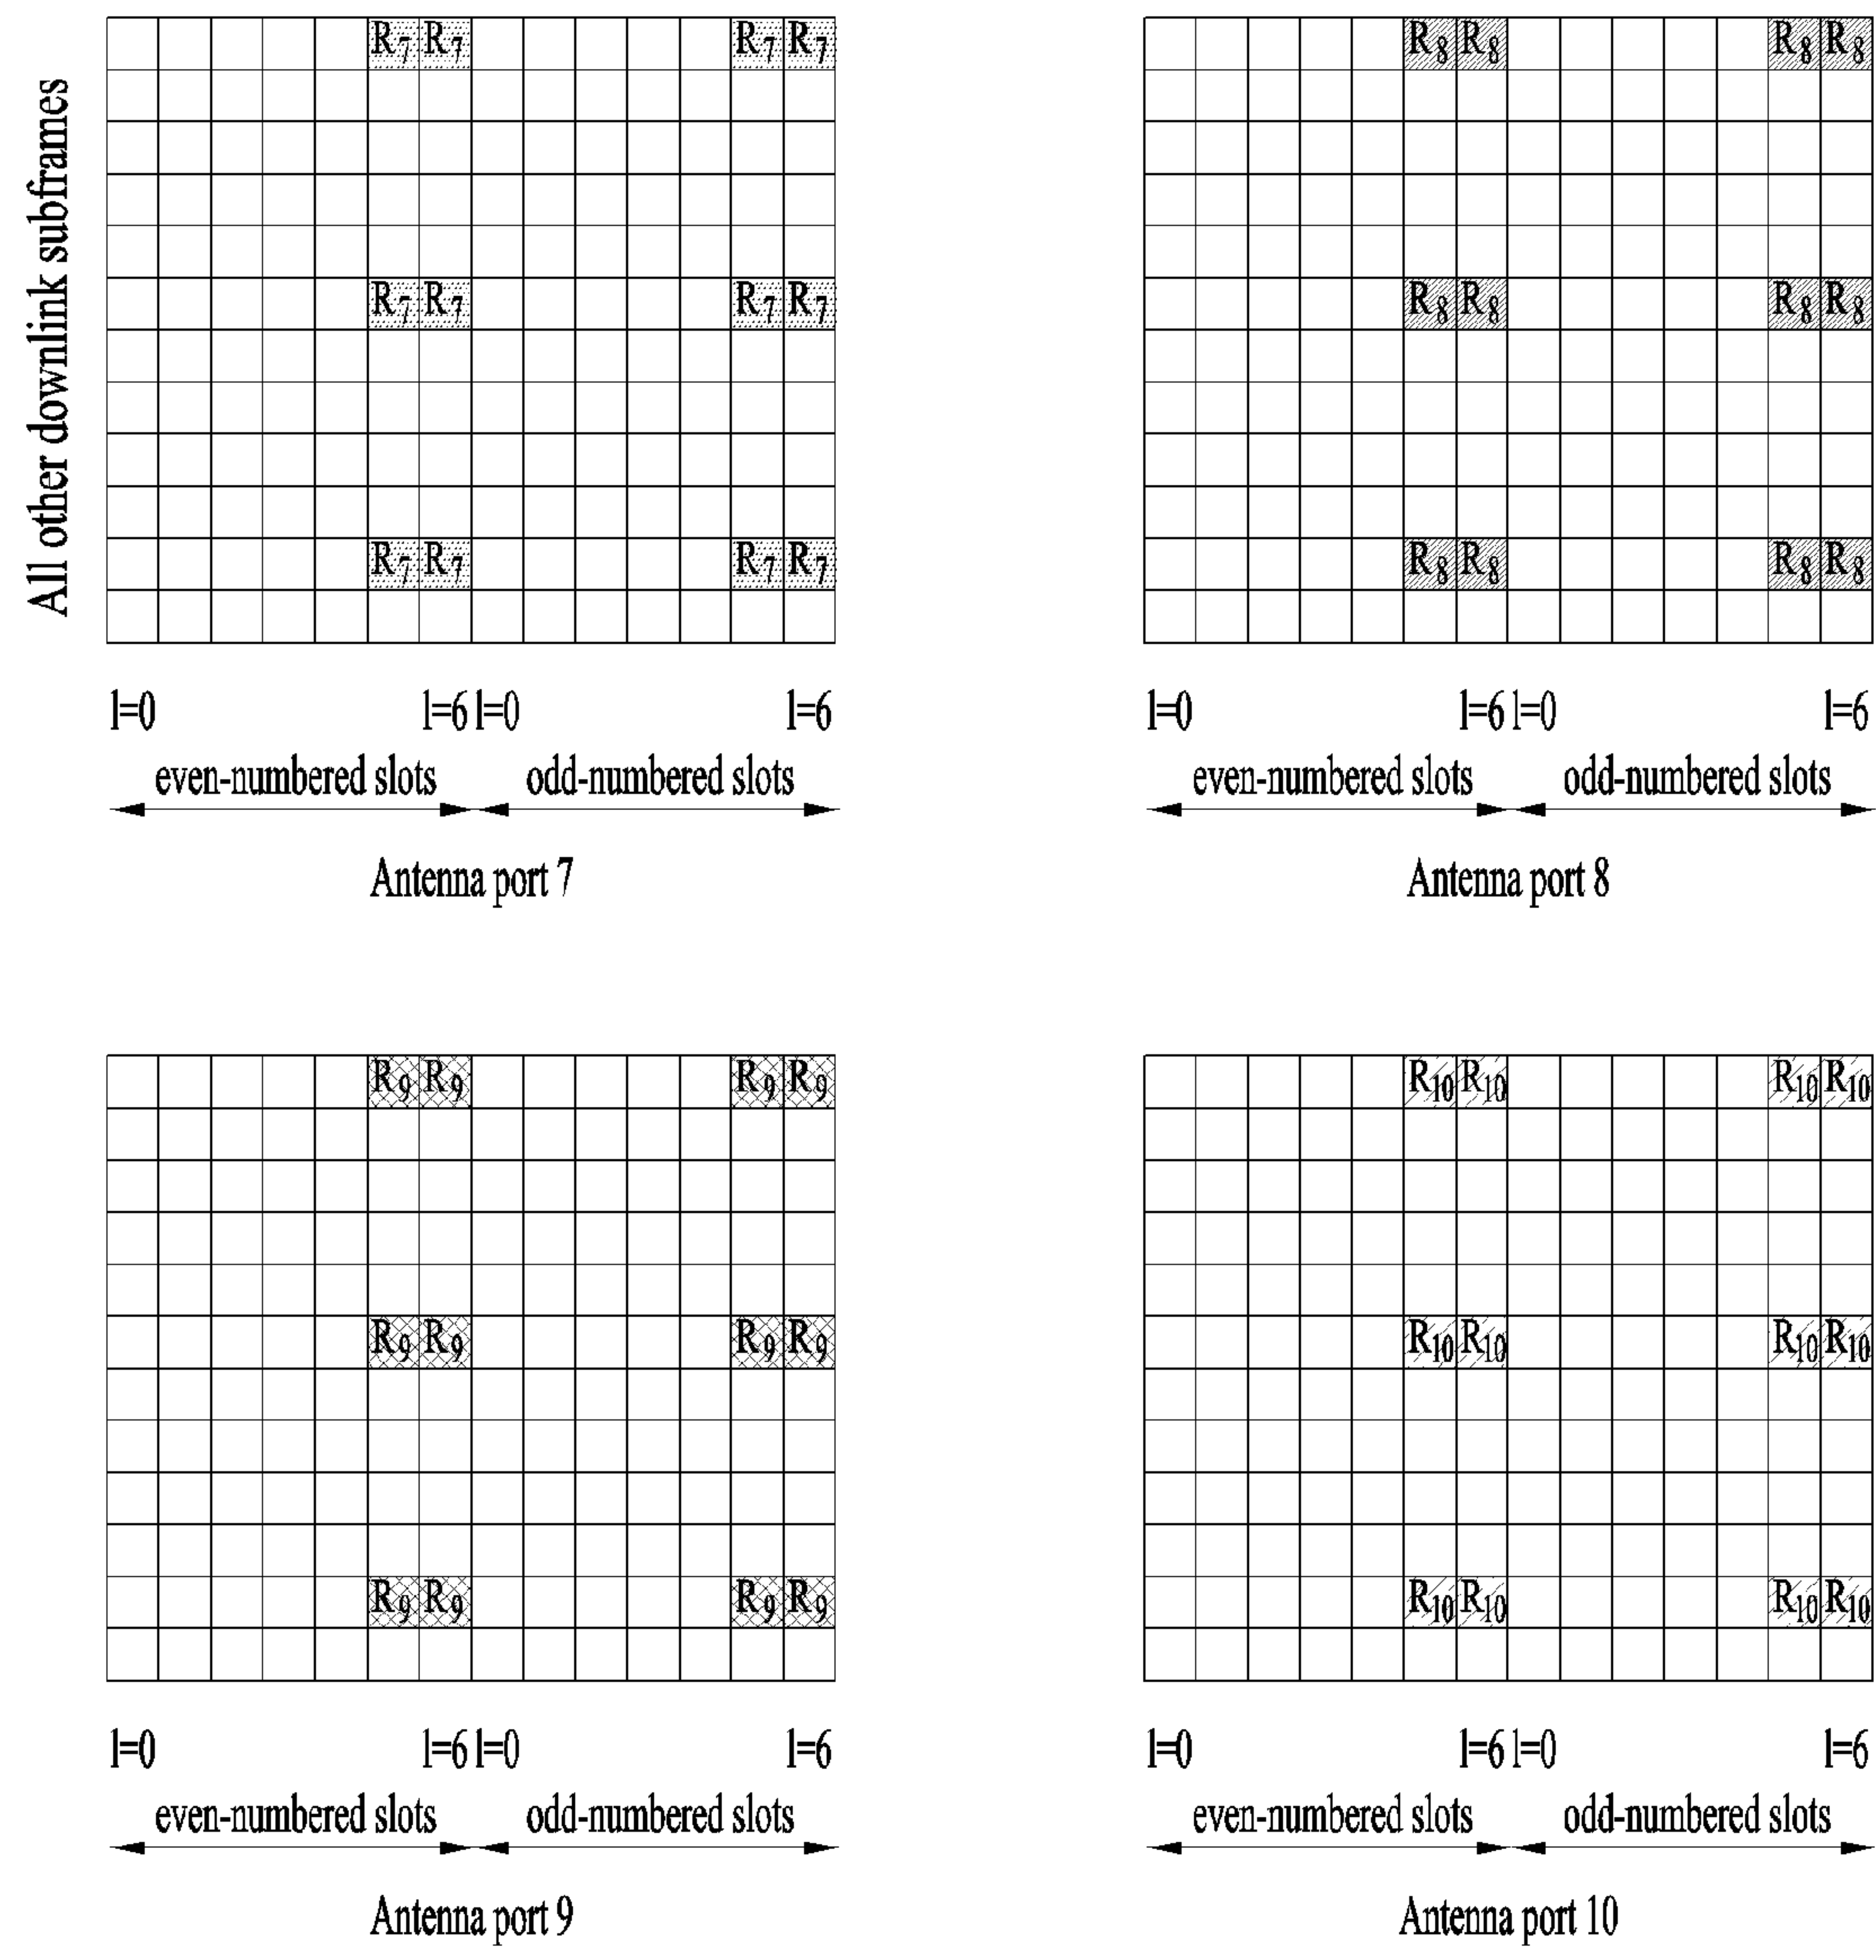 All other downlink subframes
R7 R7 R7 R7
R7 R7 R7 R7
R7 R7 R7 R7
l=0 l=6 l=0 l=6
even-numbered slots odd-numbered slots
Antenna port 7
R8 R8 R8 R8
R8 R8 R8 R8
R8 R8 R8 R8
l=0 l=6 l=0 l=6
even-numbered slots odd-numbered slots
Antenna port 8
R9 R9 R9 R9
R9 R9 R9 R9
R9 R9 R9 R9
l=0 l=6 l=0 l=6
even-numbered slots odd-numbered slots
Antenna port 9
R10 R10 R10 R10
R10 R10 R10 R10
R10 R10 R10 R10
l=0 l=6 l=0 l=6
even-numbered slots odd-numbered slots
Antenna port 10